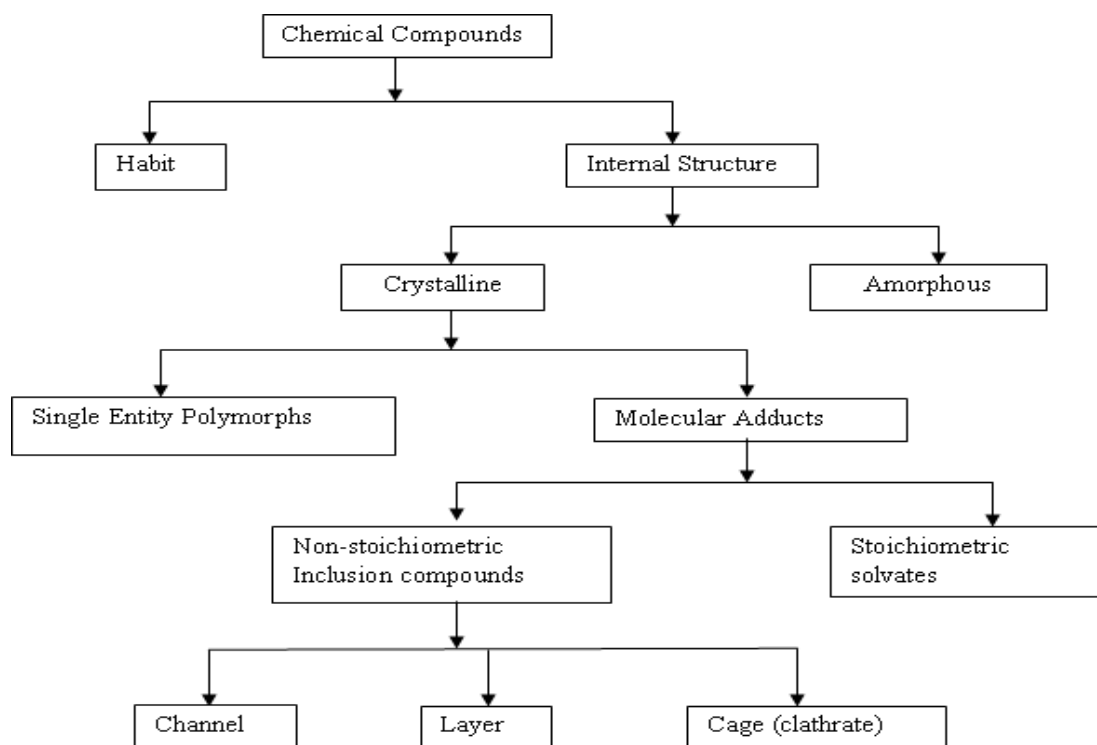 Chemical Compounds
Habit
Internal Structure
Crystalline
Amorphous
Single Entity Polymorphs
Molecular Adducts
Non-stoichiometric
Inclusion compounds
Stoichiometric
solvates
Channel
Layer
Cage (clathrate)